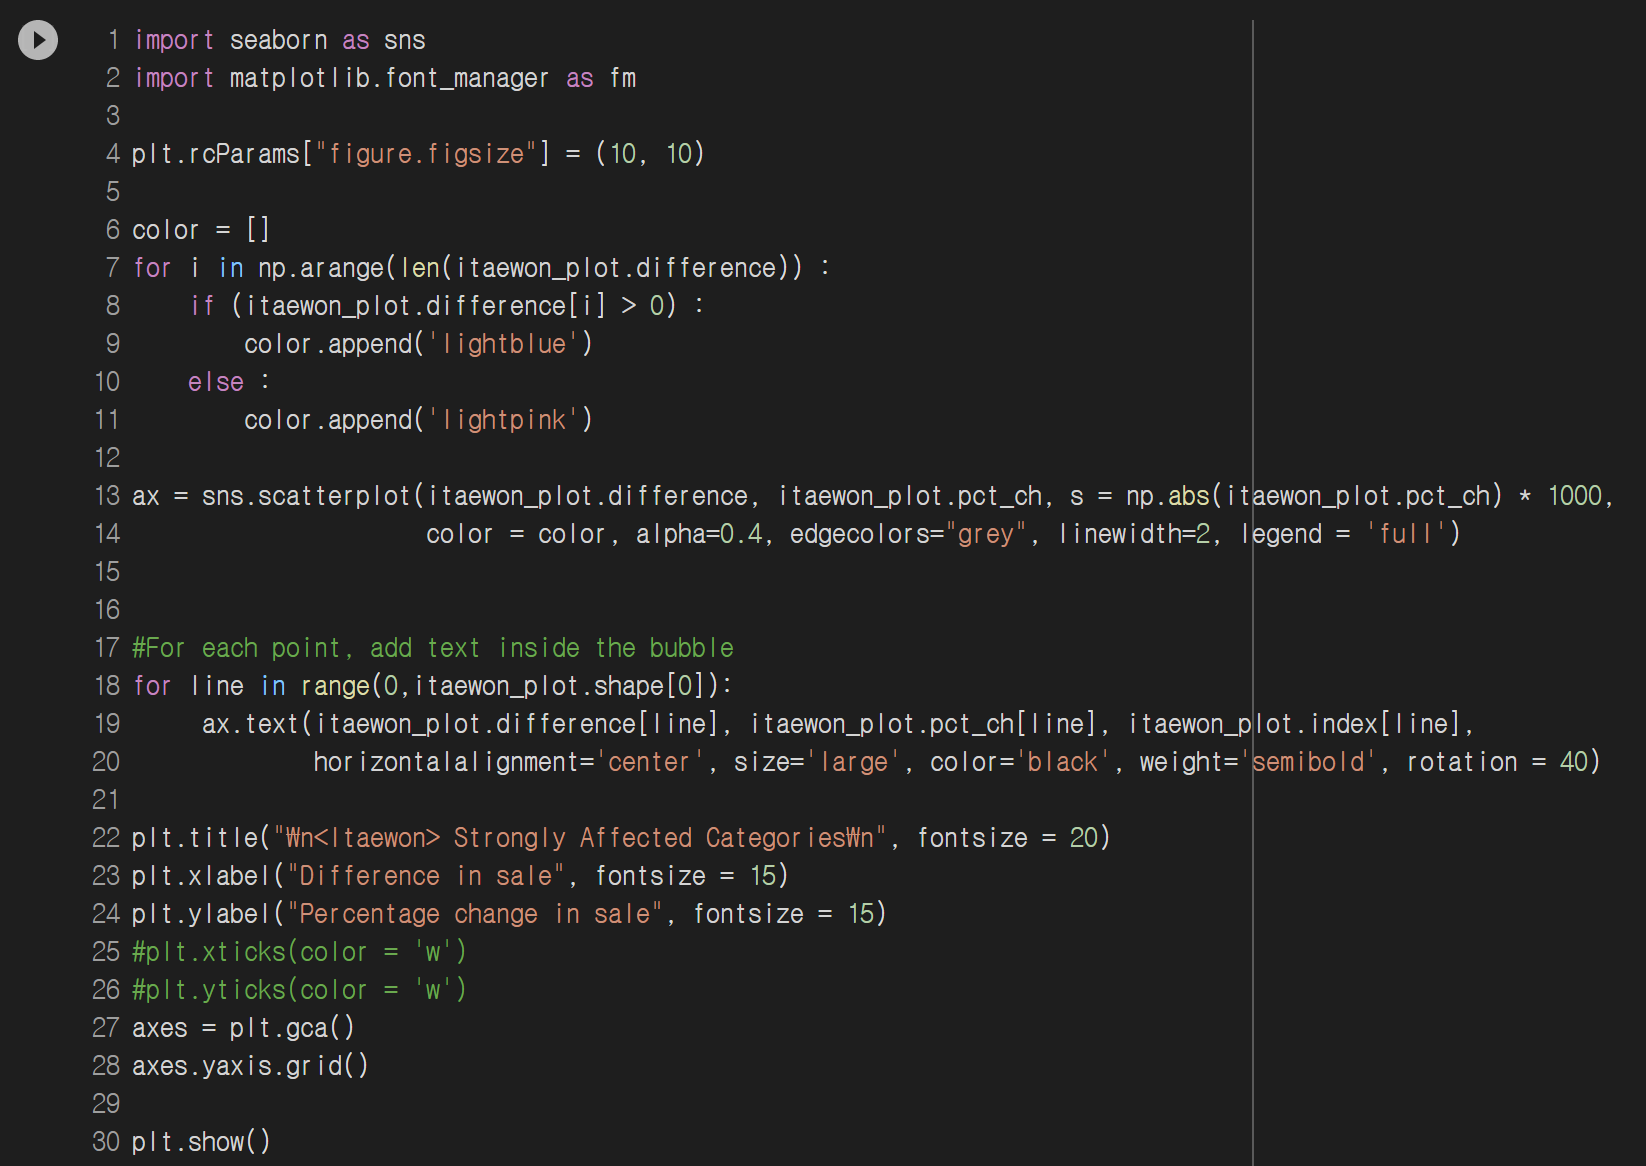 1 import seaborn as sns
2 import matplotlib.font_manager as fm
3
4 plt.rcParams["figure.figsize"] = (10, 10)
5
6 color = []
7 for i in np.arange(len(itaewon_plot.difference)) :
8     if (itaewon_plot.difference[i] > 0) :
9         color.append('lightblue')
10     else :
11         color.append('lightpink')
12
13 ax = sns.scatterplot(itaewon_plot.difference, itaewon_plot.pct_ch, s = np.abs(itaewon_plot.pct_ch) * 1000,
14                      color = color, alpha=0.4, edgecolors="grey", linewidth=2, legend = 'full')
15
16
17 #For each point, add text inside the bubble
18 for line in range(0,itaewon_plot.shape[0]):
19      ax.text(itaewon_plot.difference[line], itaewon_plot.pct_ch[line], itaewon_plot.index[line],
20              horizontalalignment='center', size='large', color='black', weight='semibold', rotation = 40)
21
22 plt.title("₩n<Itaewon> Strongly Affected Categories₩n", fontsize = 20)
23 plt.xlabel("Difference in sale", fontsize = 15)
24 plt.ylabel("Percentage change in sale", fontsize = 15)
25 #plt.xticks(color = 'w')
26 #plt.yticks(color = 'w')
27 axes = plt.gca()
28 axes.yaxis.grid()
29
30 plt.show()